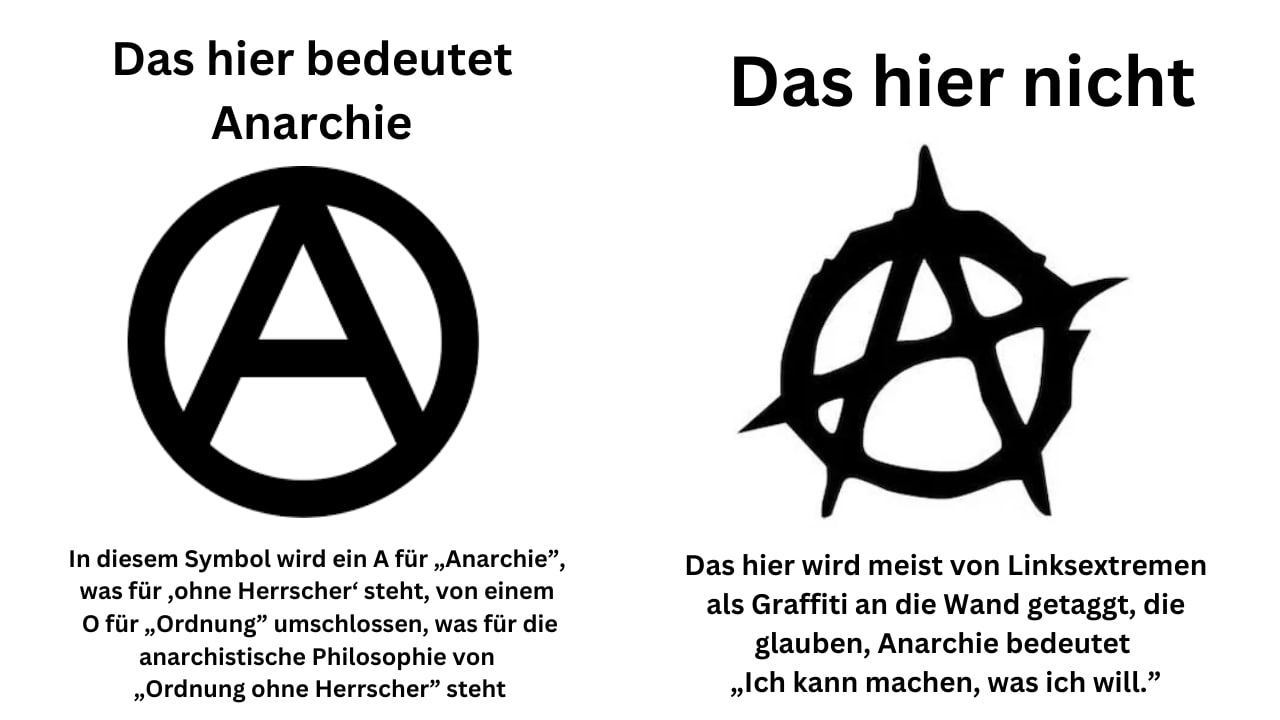 Das hier bedeutet
Anarchie
In diesem Symbol wird ein A für „Anarchie”,
was für ‚ohne Herrscher‘ steht, von einem
O für „Ordnung” umschlossen, was für die
anarchistische Philosophie von
„Ordnung ohne Herrscher” steht
Das hier nicht
Das hier wird meist von Linksextremen
als Graffiti an die Wand getaggt, die
glauben, Anarchie bedeutet
„Ich kann machen, was ich will.”